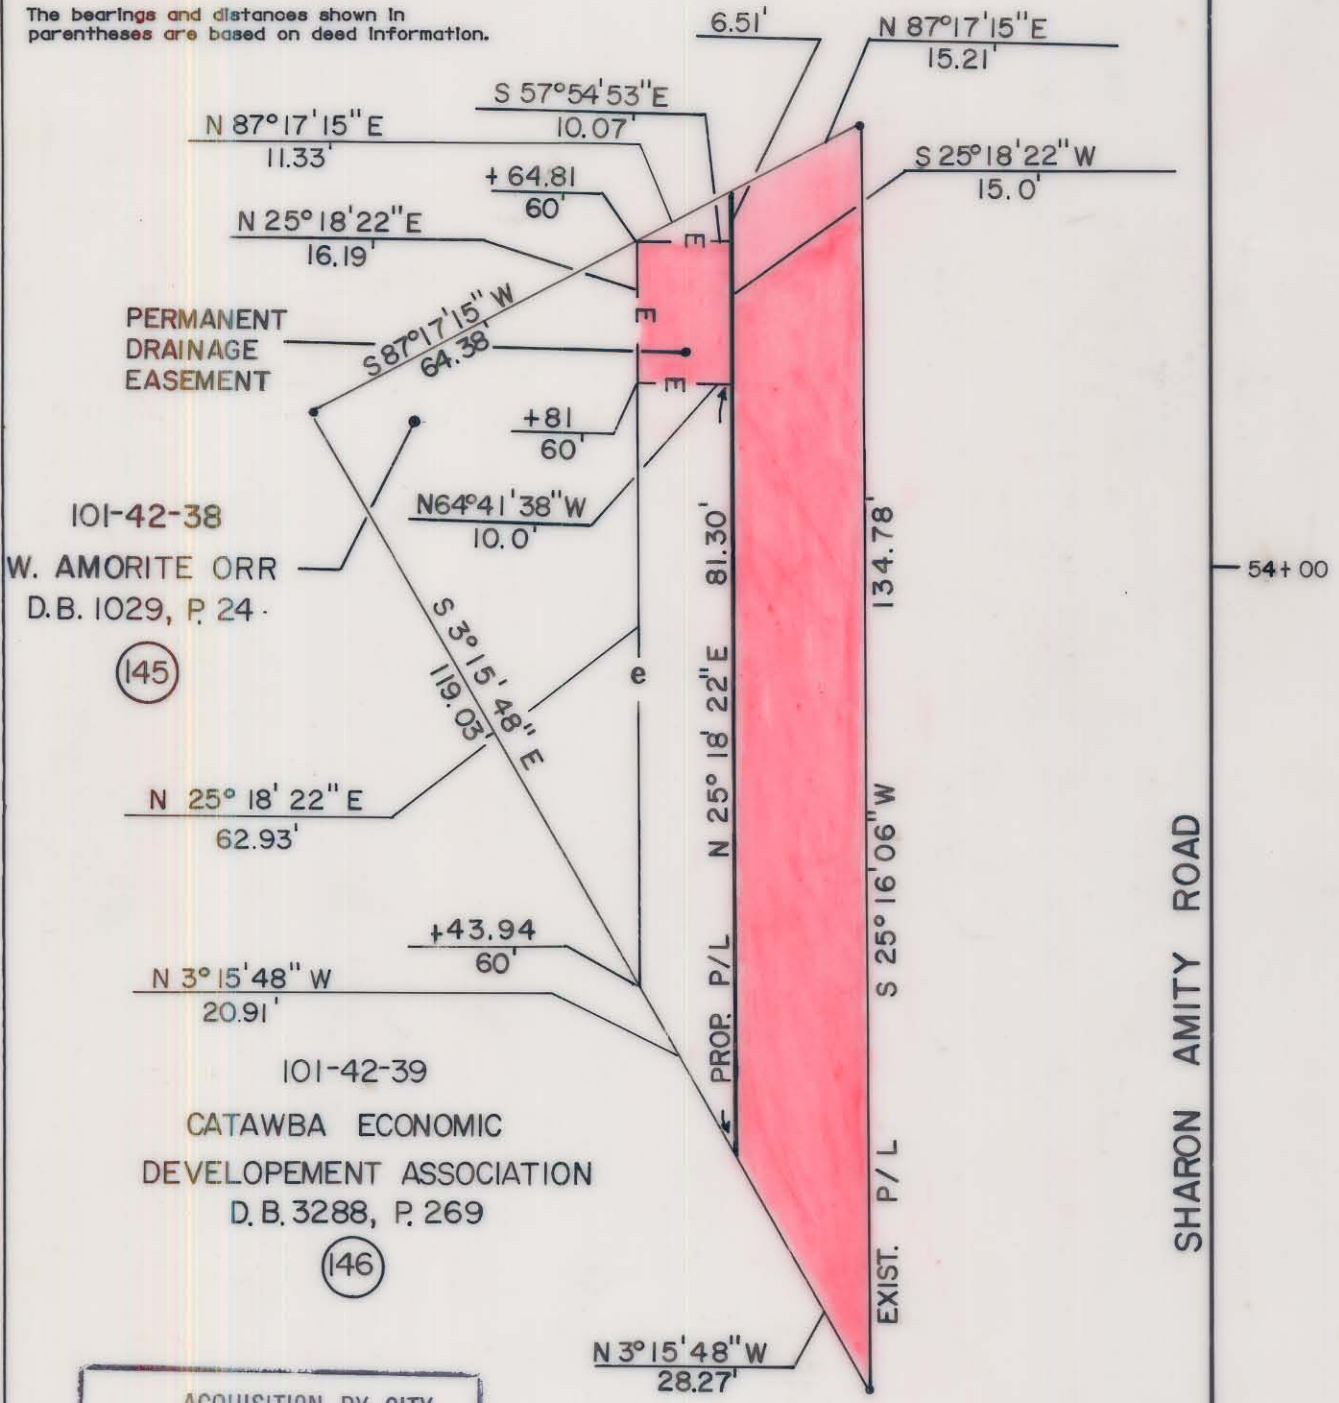 The bearings and distances shown in
parentheses are based on deed information.
6.51'
N 87°17'15"E
15.21'
S 57°54'53"E
10.07'
N 87°17'15"E
11.33'
S 25°18'22"W
15.0'
+ 64.81
60'
N 25°18'22"E
16.19'
E
S 87°17'15" W
64.38'
E
PERMANENT
DRAINAGE
EASEMENT
E
+81
60'
N64°41'38"W
10.0'
101-42-38
W. AMORITE ORR
D.B. 1029, P. 24
145
54+00
S 3°15'48" E
119.03'
e
N 25° 18' 22" E 81.30'
134.78'
N 25° 18' 22" E
62.93'
+43.94
60'
N 3°15'48" W
20.91'
PROP. P/L
S 25°16'06"W
EXIST. P/L
SHARON AMITY ROAD
101-42-39
CATAWBA ECONOMIC
DEVELOPEMENT ASSOCIATION
D.B. 3288, P. 269
146
N 3°15'48" W
28.27'
ACQUISITION BY CITY